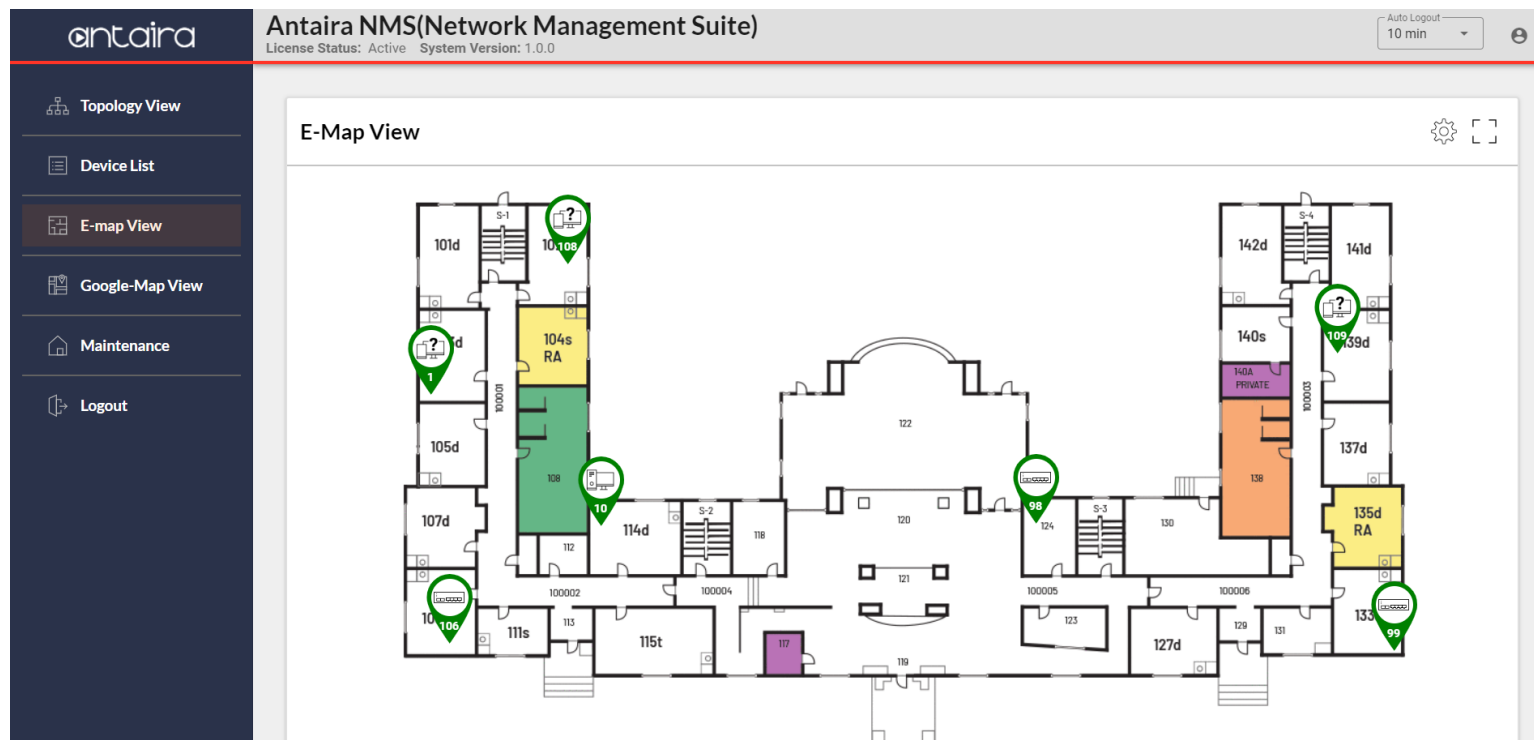 antaira
Antaira NMS(Network Management Suite)
License Status: Active System Version: 1.0.0
Auto Logout
10 min
Topology View
Device List
E-map View
Google-Map View
Maintenance
Logout
E-Map View
S-1
?
108
101d
S-4
142d
141d
?
109
104s
RA
?
1
140s
139d
140A
PRIVATE
100001
100003
122
105d
137d
108
10
98
138
107d
114d
S-2
118
120
124
S-3
130
135d
RA
112
121
100002
100004
100005
100006
106
111s
113
115t
117
123
127d
129
131
133
99
119